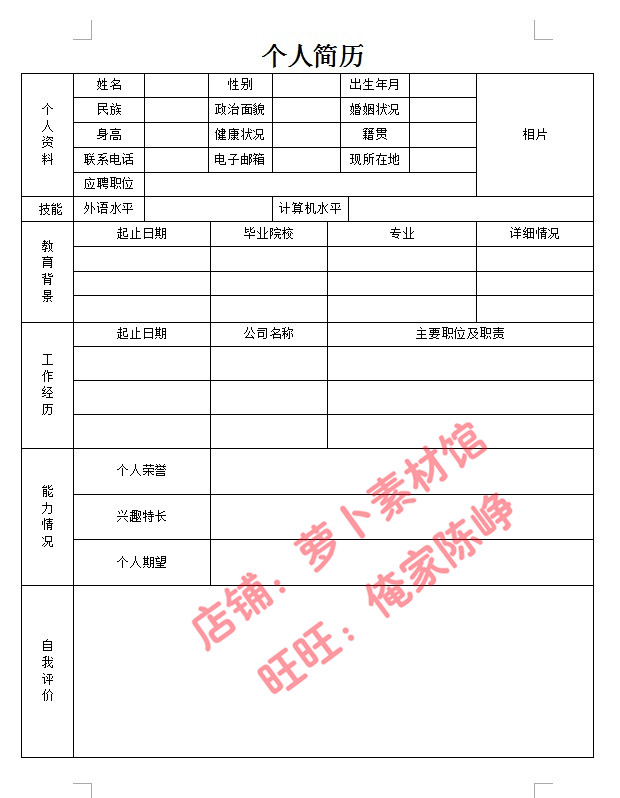 个人简历
个人资料
姓名 性别 出生年月
民族 政治面貌 婚姻状况
身高 健康状况 籍贯
相片
联系电话 电子邮箱 现所在地
应聘职位
技能 外语水平 计算机水平
教育背景
起止日期 毕业院校 专业 详细情况
工作经历
起止日期 公司名称 主要职位及职责
能力情况
个人荣誉
兴趣特长
个人期望
自我评价
店铺：萝卜素材馆
旺旺：俺家陈峥